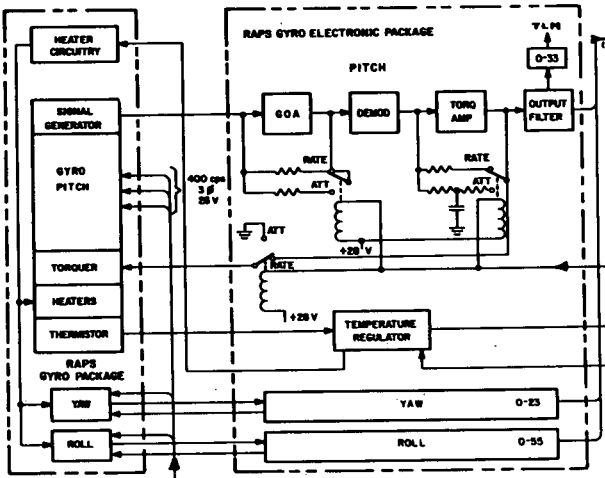 HEATER
CIRCUITRY
SIGNAL
GENERATOR
GYRO
PITCH
TORQUER
HEATERS
THERMISTOR
RAPS
GYRO PACKAGE
YAW
ROLL
400 cps
3 ϕ
26 V
RAPS GYRO ELECTRONIC PACKAGE
PITCH
TLM
0-33
GOA
DEMOD
TORQ
AMP
OUTPUT
FILTER
RATE
ATT
RATE
ATT
+28 V
ATT
RATE
+28 V
TEMPERATURE
REGULATOR
YAW
0-23
ROLL
0-55